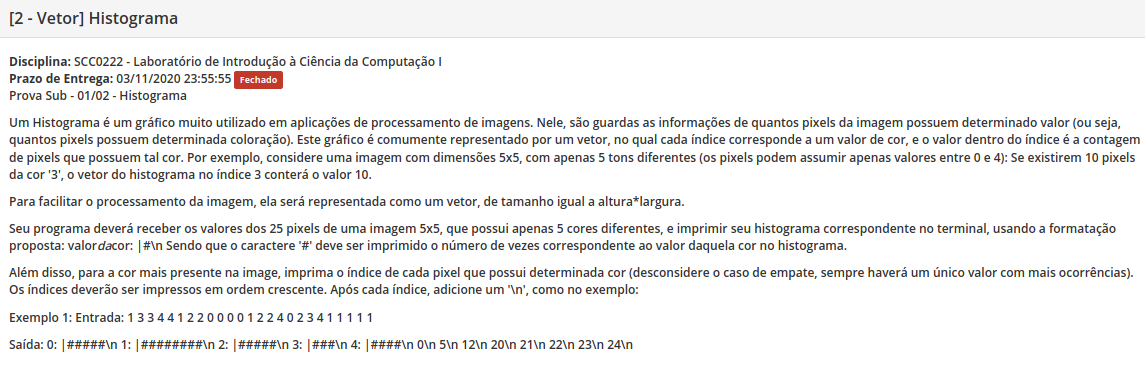 [2 - Vetor] Histograma
Disciplina: SCC0222 - Laboratório de Introdução à Ciência da Computação I
Prazo de Entrega: 03/11/2020 23:55:55 Fechado
Prova Sub - 01/02 - Histograma
Um Histograma é um gráfico muito utilizado em aplicações de processamento de imagens. Nele, são guardas as informações de quantos pixels da imagem possuem determinado valor (ou seja,
quantos pixels possuem determinada coloração). Este gráfico é comumente representado por um vetor, no qual cada índice corresponde a um valor de cor, e o valor dentro do índice é a contagem
de pixels que possuem tal cor. Por exemplo, considere uma imagem com dimensões 5x5, com apenas 5 tons diferentes (os pixels podem assumir apenas valores entre 0 e 4): Se existirem 10 pixels
da cor '3', o vetor do histograma no índice 3 conterá o valor 10.
Para facilitar o processamento da imagem, ela será representada como um vetor, de tamanho igual a altura*largura.
Seu programa deverá receber os valores dos 25 pixels de uma imagem 5x5, que possui apenas 5 cores diferentes, e imprimir seu histograma correspondente no terminal, usando a formatação
proposta: valordacor: |#\n Sendo que o caractere '#' deve ser imprimido o número de vezes correspondente ao valor daquela cor no histograma.
Além disso, para a cor mais presente na image, imprima o índice de cada pixel que possui determinada cor (desconsidere o caso de empate, sempre haverá um único valor com mais ocorrências).
Os índices deverão ser impressos em ordem crescente. Após cada índice, adicione um '\n', como no exemplo:
Exemplo 1: Entrada: 1 3 3 4 4 1 2 2 0 0 0 0 1 2 2 4 0 2 3 4 1 1 1 1 1
Saída: 0: |#####\n 1: |########\n 2: |#####\n 3: |###\n 4: |####\n 0\n 5\n 12\n 20\n 21\n 22\n 23\n 24\n